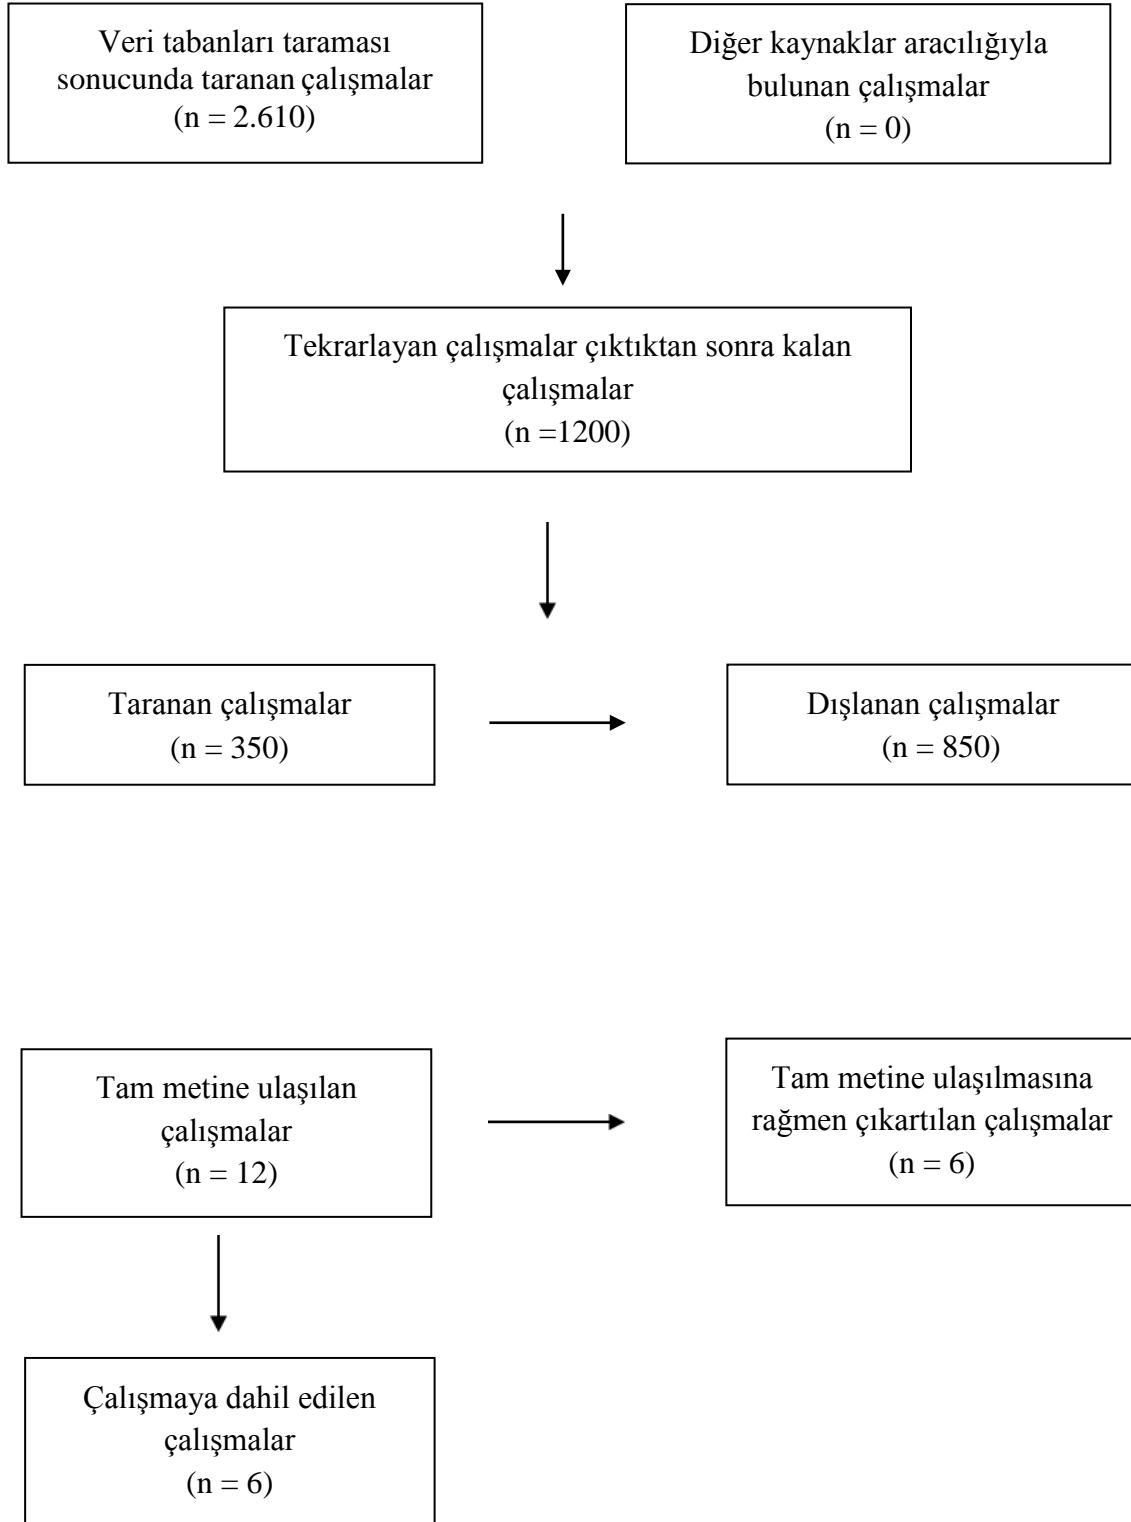 Veri tabanları taraması
sonucunda taranan çalışmalar
(n = 2.610)
Diğer kaynaklar aracılığıyla
bulunan çalışmalar
(n = 0)
Tekrarlayan çalışmalar çıktıktan sonra kalan
çalışmalar
(n =1200)
Taranan çalışmalar
(n = 350)
Dışlanan çalışmalar
(n = 850)
Tam metine ulaşılan
çalışmalar
(n = 12)
Tam metine ulaşılmasına
rağmen çıkartılan çalışmalar
(n = 6)
Çalışmaya dahil edilen
çalışmalar
(n = 6)